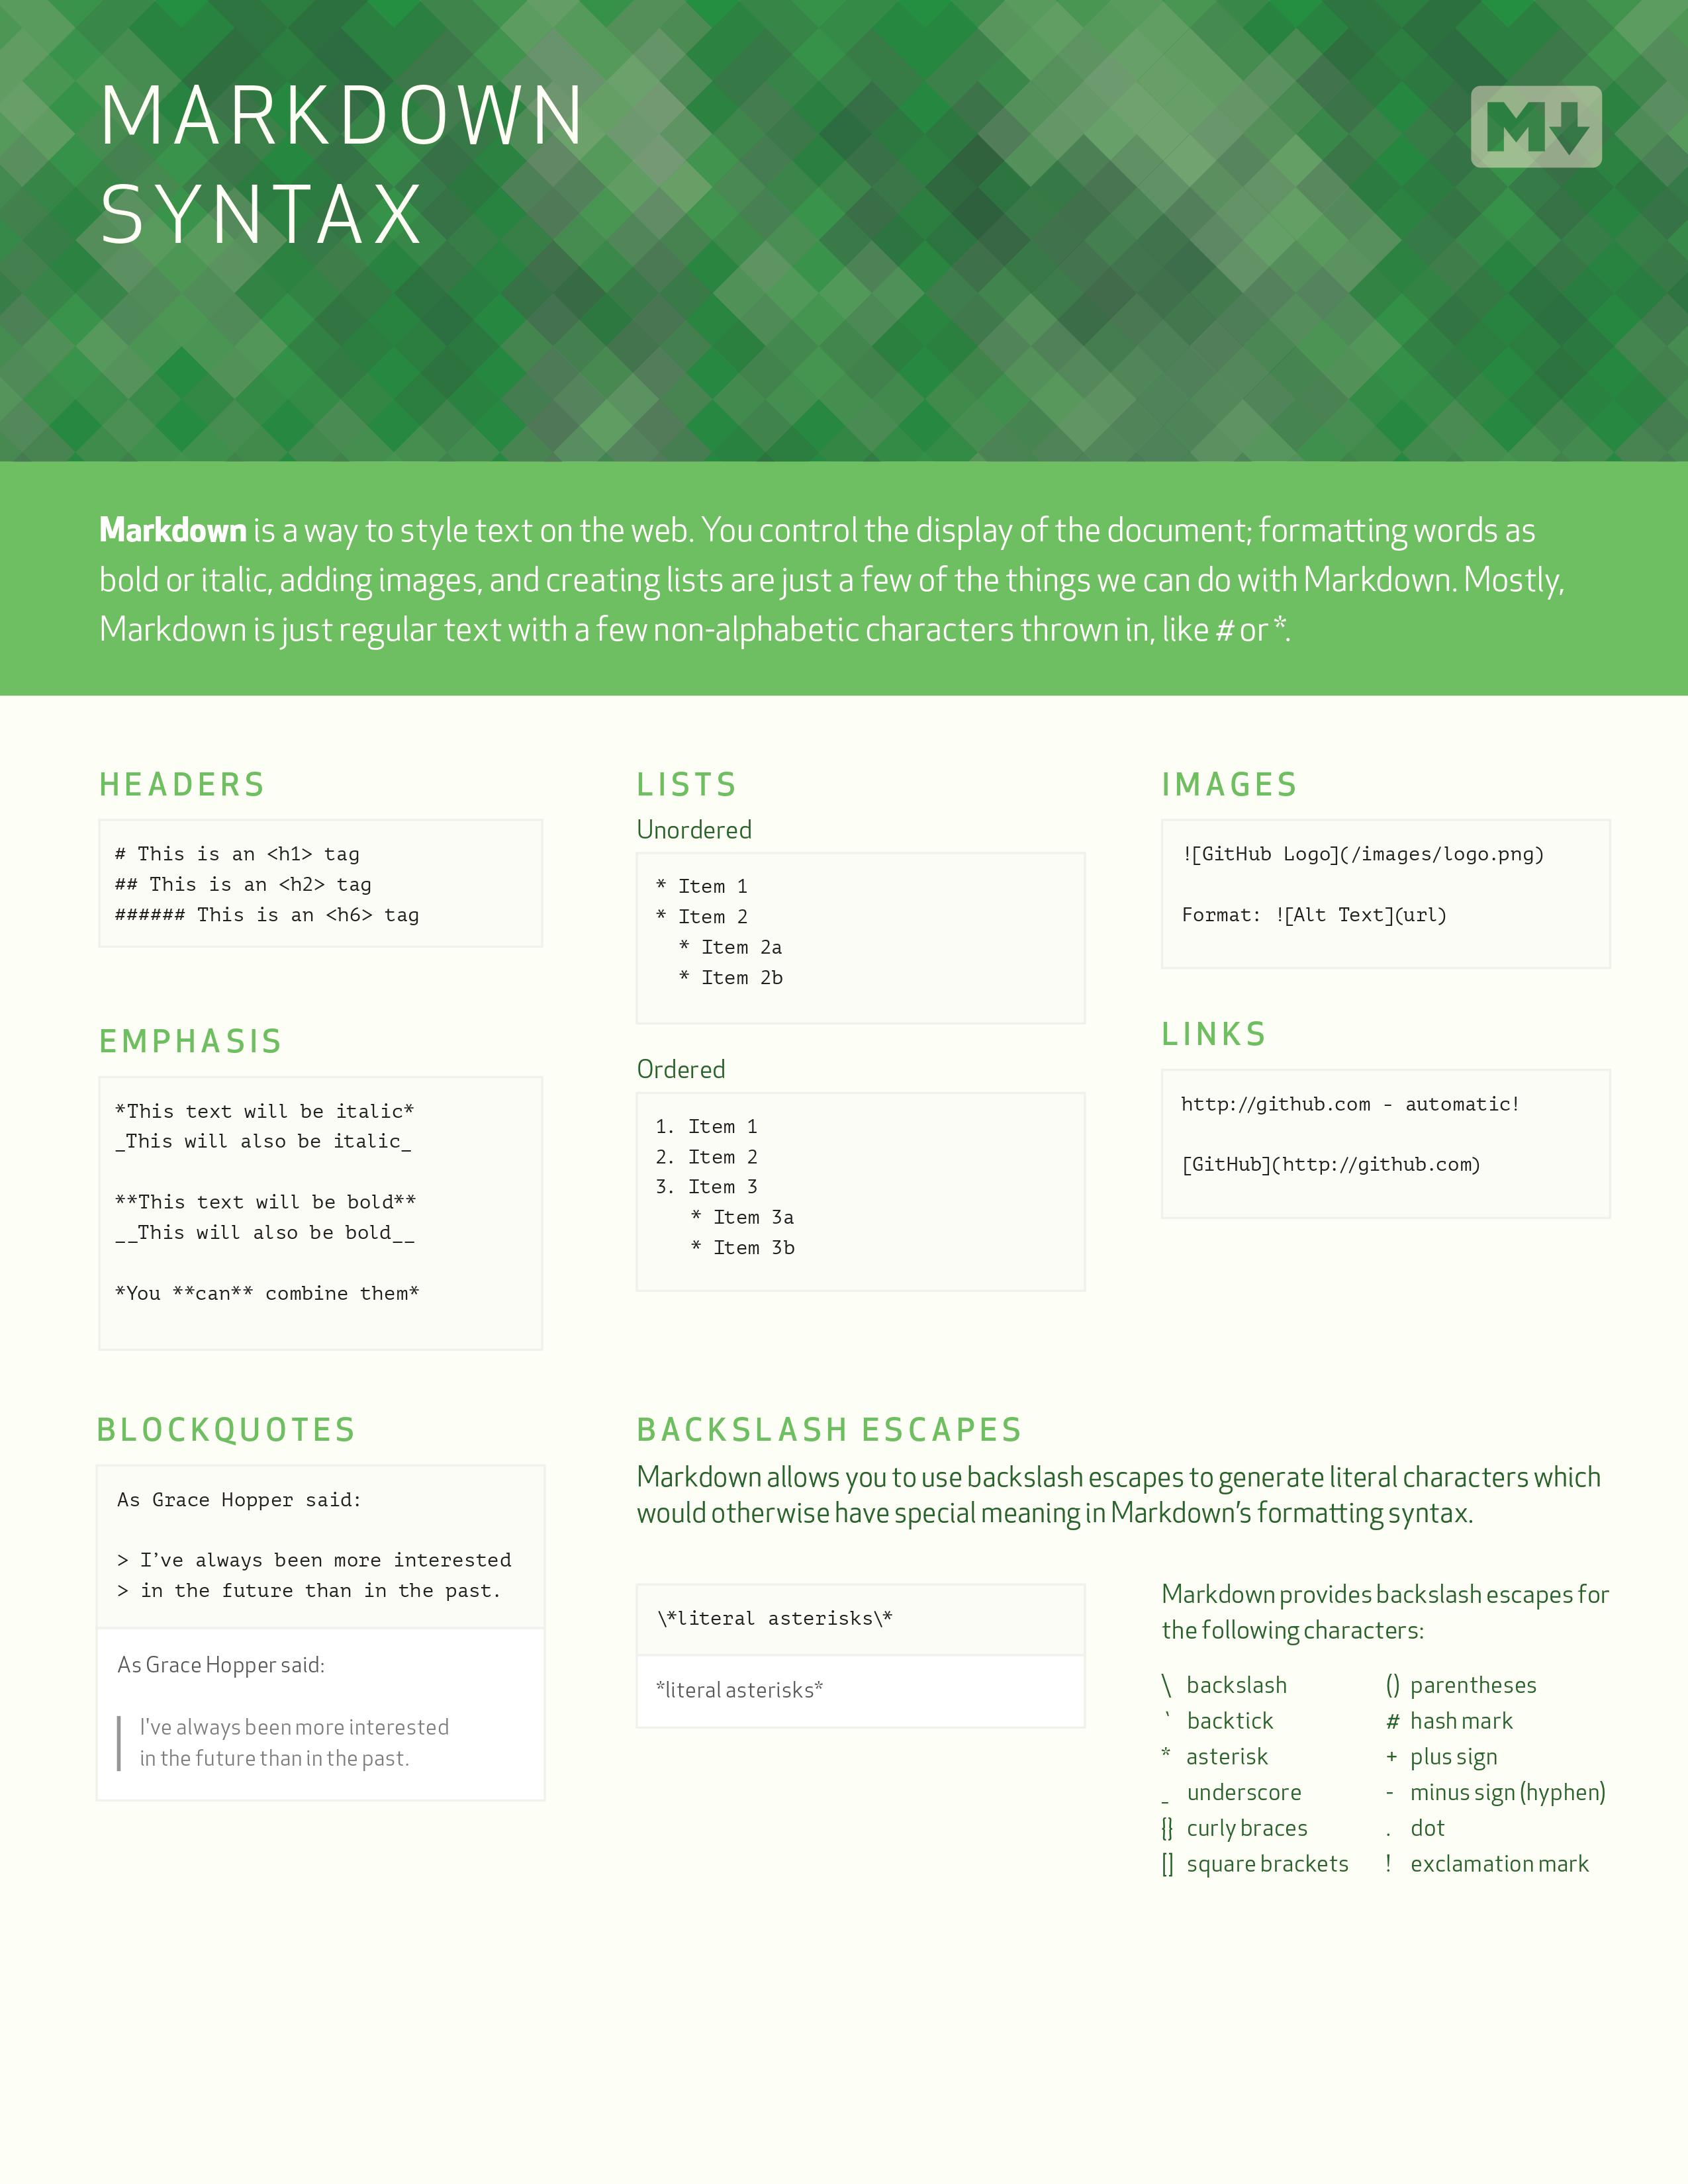 MARKDOWN
SYNTAX
M
Markdown is a way to style text on the web. You control the display of the document; formatting words as
bold or italic, adding images, and creating lists are just a few of the things we can do with Markdown. Mostly,
Markdown is just regular text with a few non-alphabetic characters thrown in, like # or *.
HEADERS
# This is an <h1> tag
## This is an <h2> tag
###### This is an <h6> tag
EMPHASIS
*This text will be italic*
_This will also be italic_
**This text will be bold**
__This will also be bold__
*You **can** combine them*
LISTS
Unordered
* Item 1
* Item 2
  * Item 2a
  * Item 2b
Ordered
1. Item 1
2. Item 2
3. Item 3
   * Item 3a
   * Item 3b
IMAGES
![GitHub Logo](/images/logo.png)
Format: ![Alt Text](url)
LINKS
http://github.com - automatic!
[GitHub](http://github.com)
BLOCKQUOTES
As Grace Hopper said:
> I’ve always been more interested
> in the future than in the past.
As Grace Hopper said:
I've always been more interested
in the future than in the past.
BACKSLASH ESCAPES
Markdown allows you to use backslash escapes to generate literal characters which
would otherwise have special meaning in Markdown’s formatting syntax.
\*literal asterisks\*
*literal asterisks*
Markdown provides backslash escapes for
the following characters:
\ backslash
` backtick
* asterisk
_ underscore
{} curly braces
[] square brackets
() parentheses
# hash mark
+ plus sign
- minus sign (hyphen)
. dot
! exclamation mark